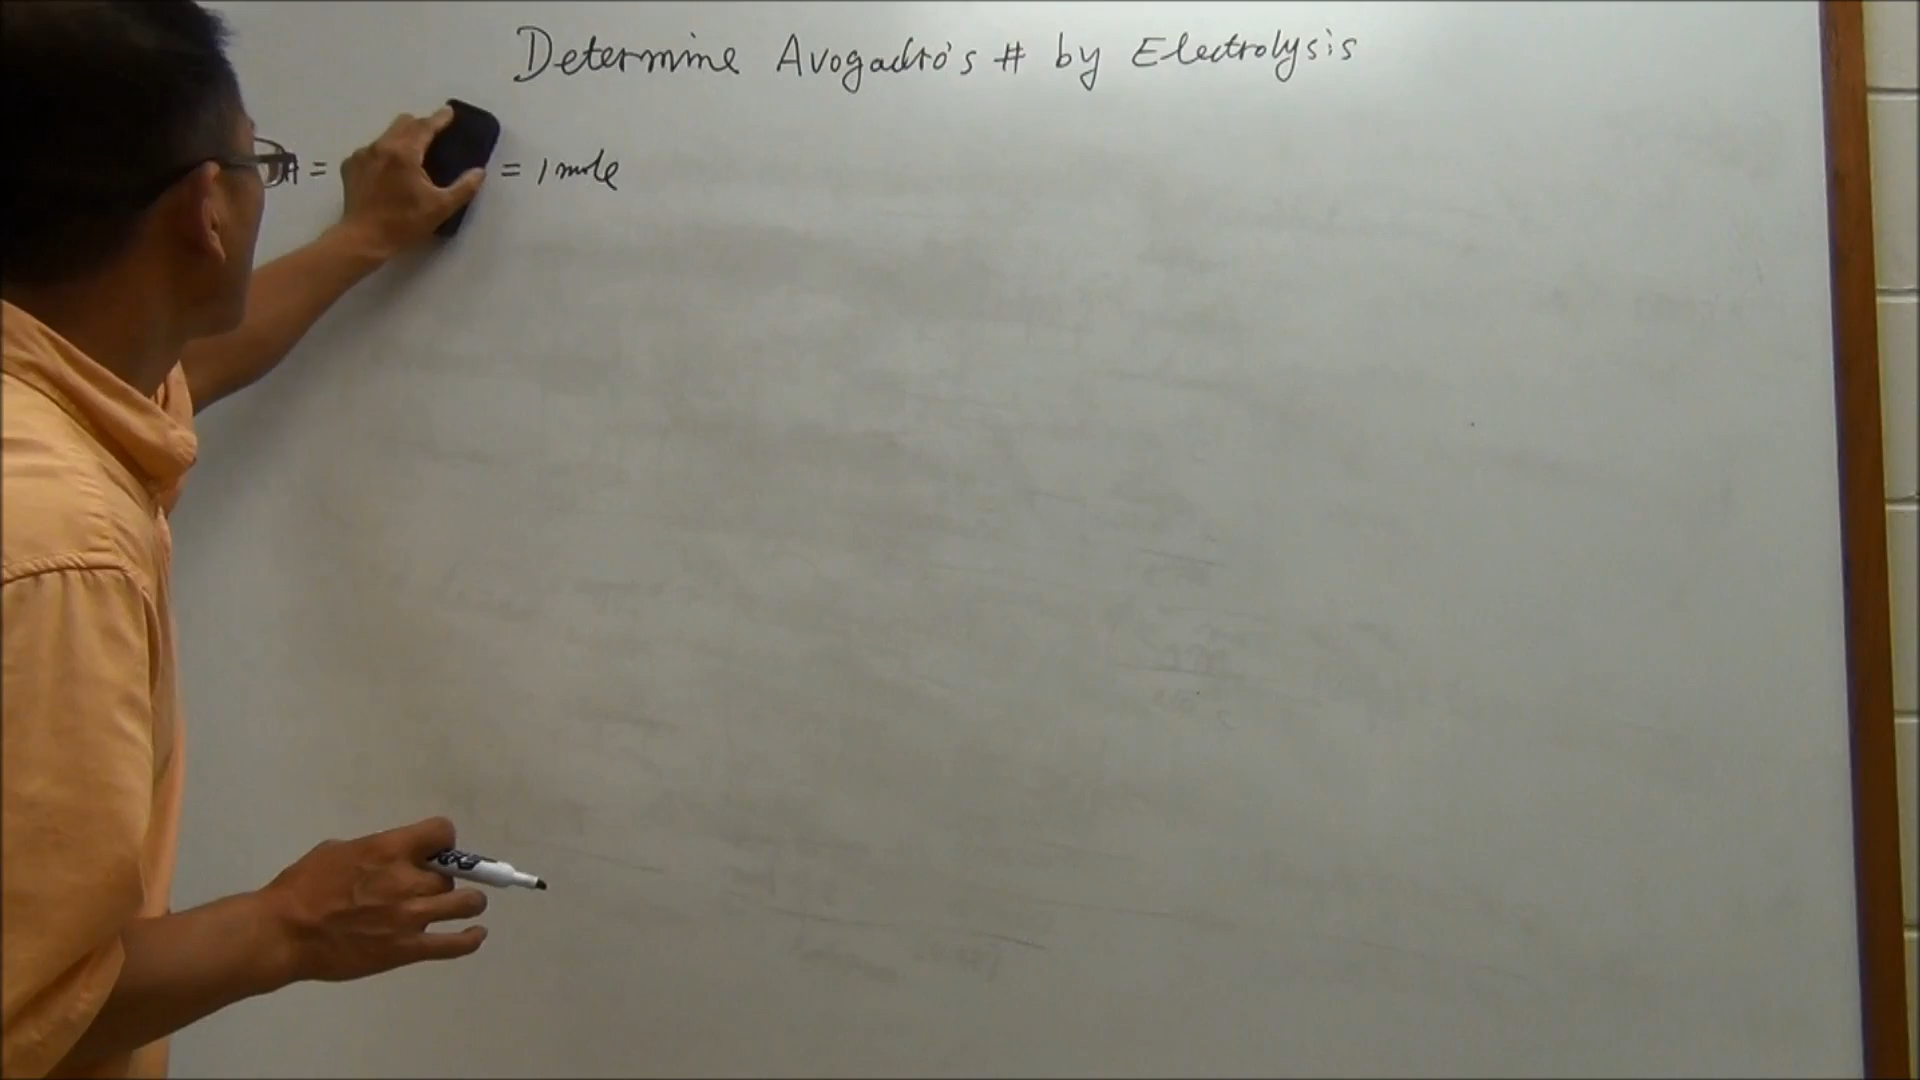 Determine Avogadro's # by Electrolysis
= = 1 mole